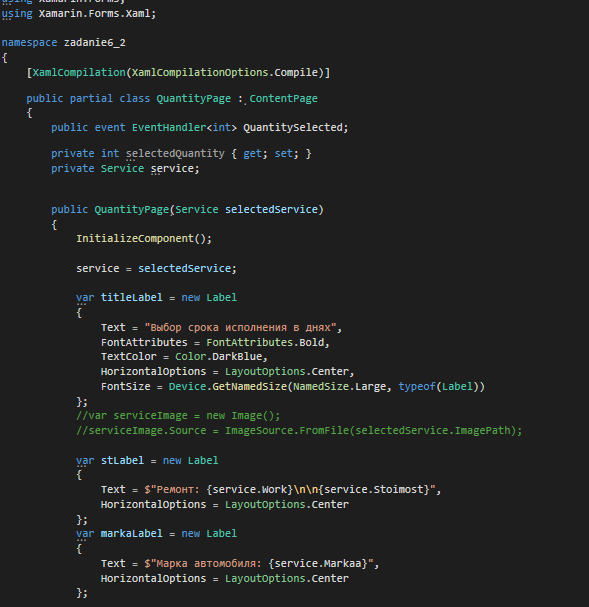 using Xamarin.Forms;
using Xamarin.Forms.Xaml;
namespace zadanie6_2
{
[XamlCompilation(XamlCompilationOptions.Compile)]
public partial class QuantityPage : ContentPage
{
public event EventHandler<int> QuantitySelected;
private int selectedQuantity { get; set; }
private Service service;
public QuantityPage(Service selectedService)
{
InitializeComponent();
service = selectedService;
var titleLabel = new Label
{
Text = "Выбор срока исполнения в днях",
FontAttributes = FontAttributes.Bold,
TextColor = Color.DarkBlue,
HorizontalOptions = LayoutOptions.Center,
FontSize = Device.GetNamedSize(NamedSize.Large, typeof(Label))
};
//var serviceImage = new Image();
//serviceImage.Source = ImageSource.FromFile(selectedService.ImagePath);
var stLabel = new Label
{
Text = $"Ремонт: {service.Work}\n\n{service.Stoimost}",
HorizontalOptions = LayoutOptions.Center
};
var markaLabel = new Label
{
Text = $"Марка автомобиля: {service.Markaa}",
HorizontalOptions = LayoutOptions.Center
};